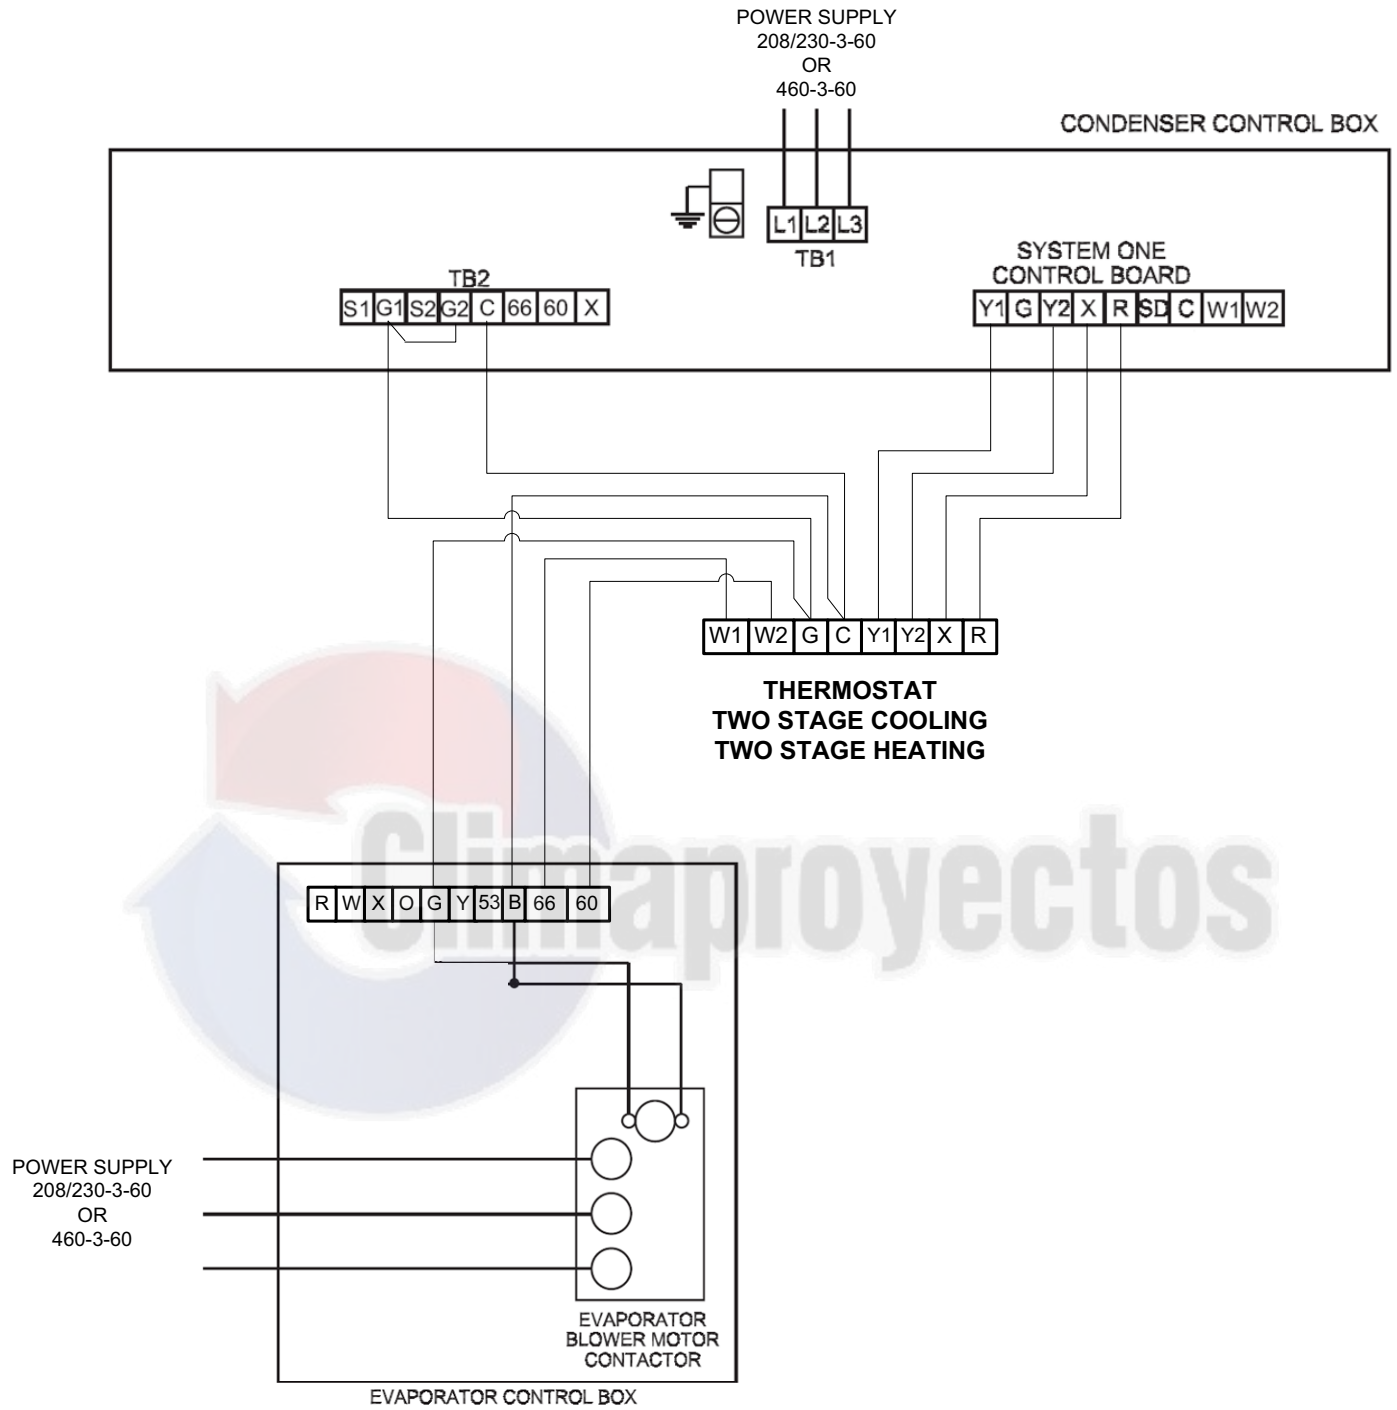 POWER SUPPLY
208/230-3-60
OR
460-3-60
CONDENSER CONTROL BOX
L1 L2 L3
TB1
SYSTEM ONE
CONTROL BOARD
TB2
S1 G1 S2 G2 C 66 60 X
Y1 G Y2 X R SD C W1 W2
W1 W2 G C Y1 Y2 X R
THERMOSTAT
TWO STAGE COOLING
TWO STAGE HEATING
Climaproyectos
R W X O G Y 53 B 66 60
POWER SUPPLY
208/230-3-60
OR
460-3-60
EVAPORATOR
BLOWER MOTOR
CONTACTOR
EVAPORATOR CONTROL BOX